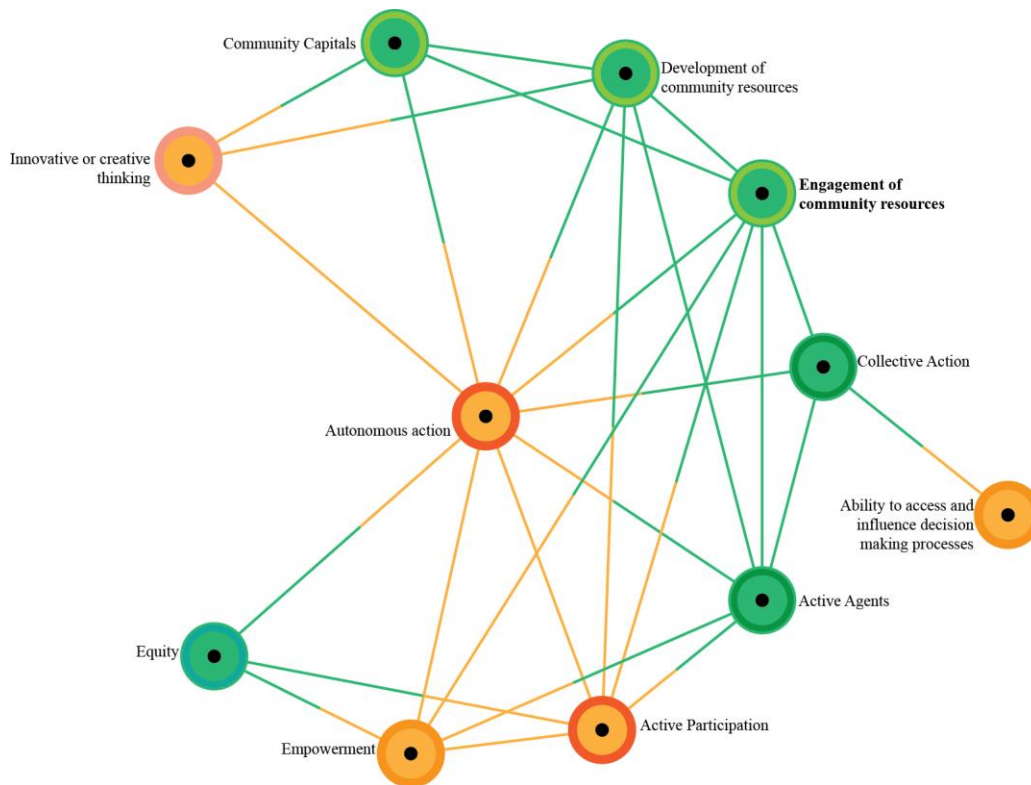 Community Capitals
Development of
community resources
Innovative or creative
thinking
Engagement of
community resources
Collective Action
Autonomous action
Ability to access and
influence decision
making processes
Active Agents
Equity
Active Participation
Empowerment